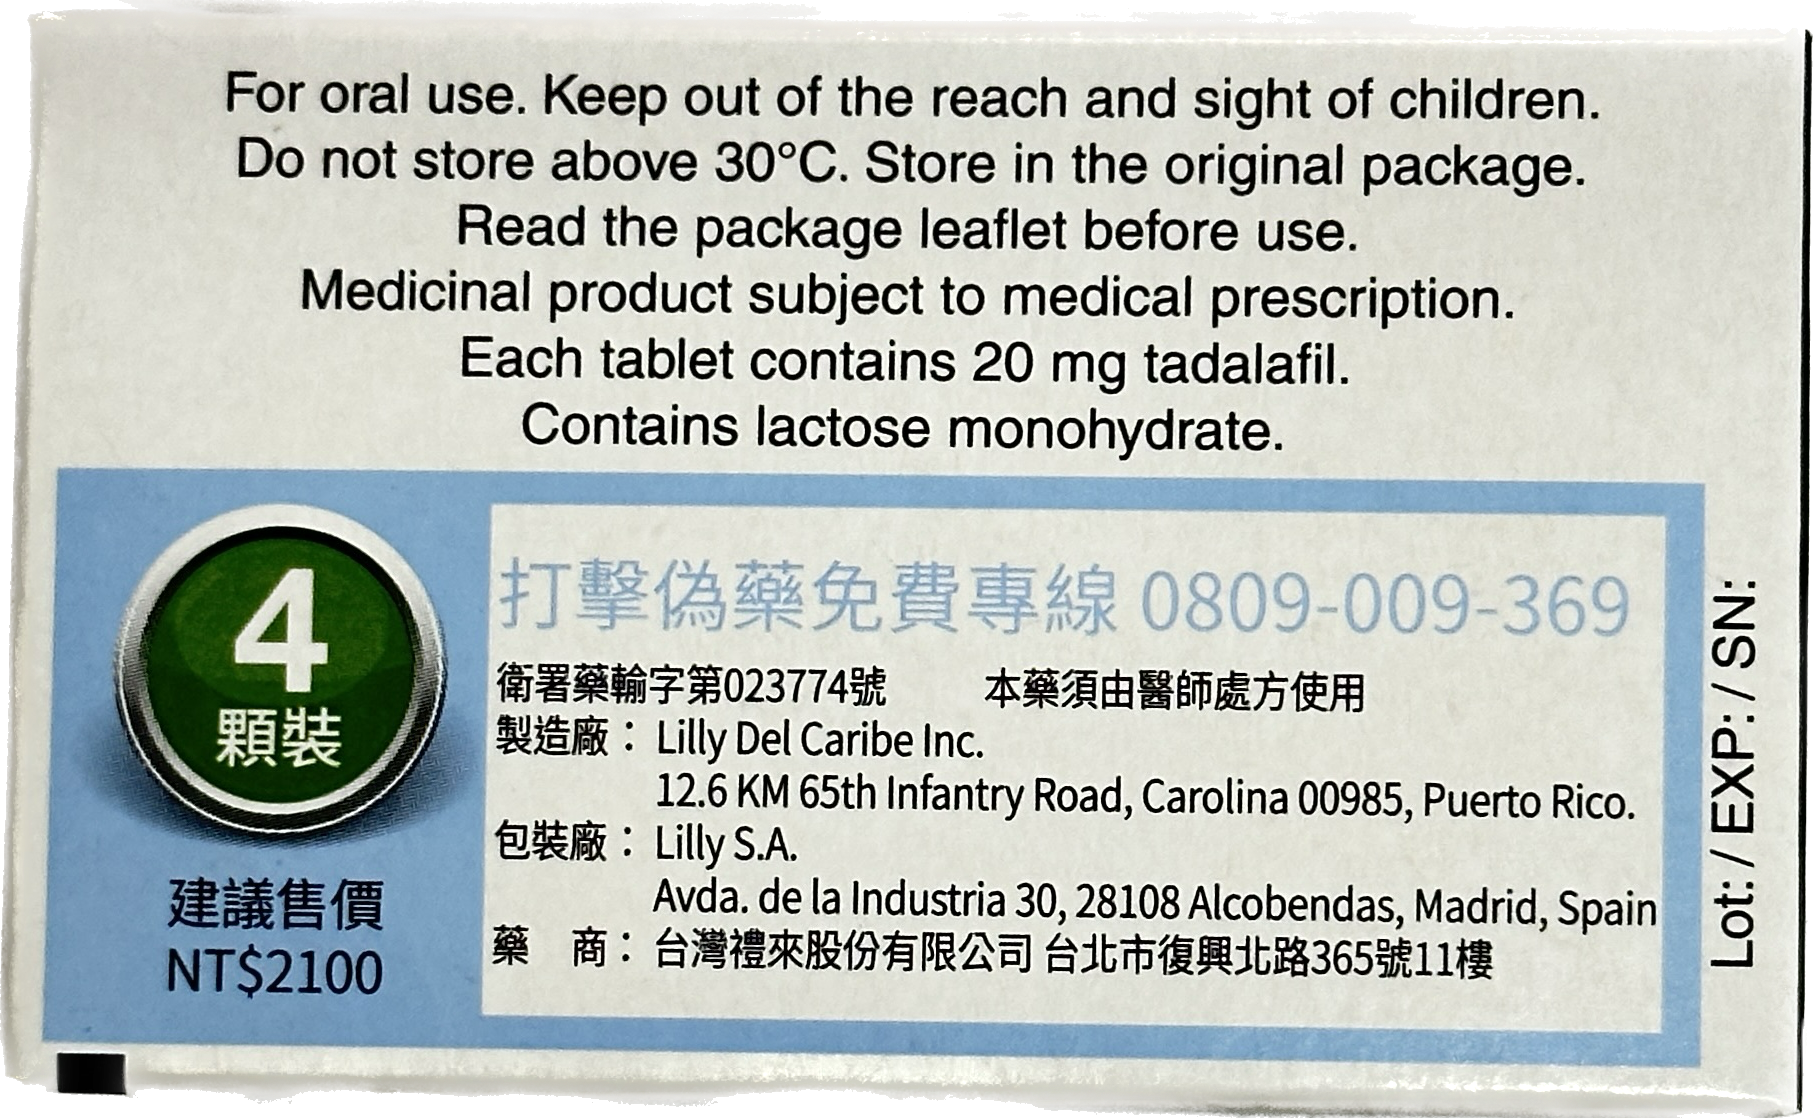 For oral use. Keep out of the reach and sight of children.
Do not store above 30°C. Store in the original package.
Read the package leaflet before use.
Medicinal product subject to medical prescription.
Each tablet contains 20 mg tadalafil.
Contains lactose monohydrate.
4
顆裝
建議售價
NT$2100
打擊偽藥免費專線 0809-009-369
衛署藥輸字第023774號 本藥須由醫師處方使用
製造廠： Lilly Del Caribe Inc.
12.6 KM 65th Infantry Road, Carolina 00985, Puerto Rico.
包裝廠： Lilly S.A.
Avda. de la Industria 30, 28108 Alcobendas, Madrid, Spain
藥　商： 台灣禮來股份有限公司 台北市復興北路365號11樓
Lot: / EXP: / SN: